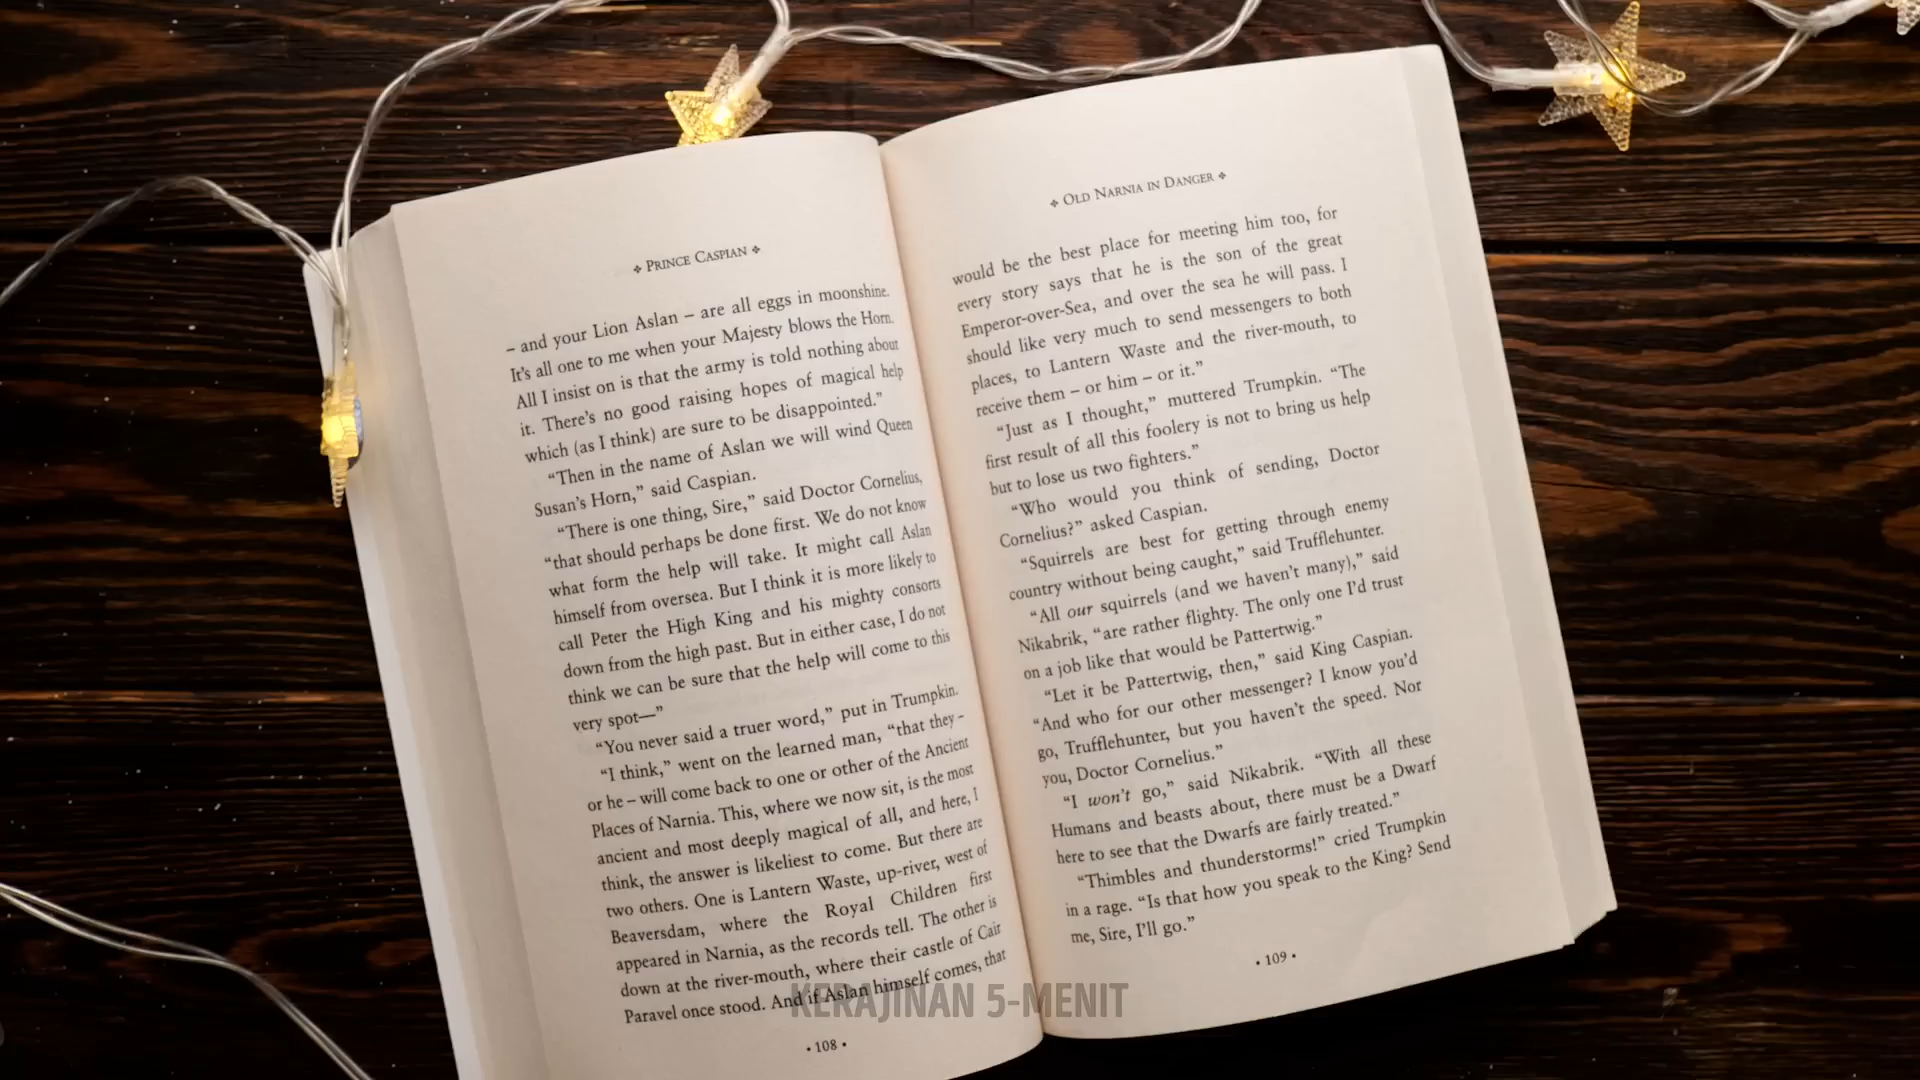 ❖ PRINCE CASPIAN ❖
– and your Lion Aslan – are all eggs in moonshine.
It’s all one to me when your Majesty blows the Horn.
All I insist on is that the army is told nothing about
it. There’s no good raising hopes of magical help
which (as I think) are sure to be disappointed.”
“Then in the name of Aslan we will wind Queen
Susan’s Horn,” said Caspian.
“There is one thing, Sire,” said Doctor Cornelius,
“that should perhaps be done first. We do not know
what form the help will take. It might call Aslan
himself from oversea. But I think it is more likely to
call Peter the High King and his mighty consorts
down from the high past. But in either case, I do not
think we can be sure that the help will come to this
very spot—”
“You never said a truer word,” put in Trumpkin.
“I think,” went on the learned man, “that they –
or he – will come back to one or other of the Ancient
Places of Narnia. This, where we now sit, is the most
ancient and most deeply magical of all, and here, I
think, the answer is likeliest to come. But there are
two others. One is Lantern Waste, up-river, west of
Beaversdam, where the Royal Children first
appeared in Narnia, as the records tell. The other is
down at the river-mouth, where their castle of Cair
Paravel once stood. And if Aslan himself comes, that
• 108 •
❖ OLD NARNIA IN DANGER ❖
would be the best place for meeting him too, for
every story says that he is the son of the great
Emperor-over-Sea, and over the sea he will pass. I
should like very much to send messengers to both
places, to Lantern Waste and the river-mouth, to
receive them – or him – or it.”
“Just as I thought,” muttered Trumpkin. “The
first result of all this foolery is not to bring us help
but to lose us two fighters.”
“Who would you think of sending, Doctor
Cornelius?” asked Caspian.
“Squirrels are best for getting through enemy
country without being caught,” said Trufflehunter.
“All our squirrels (and we haven’t many),” said
Nikabrik, “are rather flighty. The only one I’d trust
on a job like that would be Pattertwig.”
“Let it be Pattertwig, then,” said King Caspian.
“And who for our other messenger? I know you’d
go, Trufflehunter, but you haven’t the speed. Nor
you, Doctor Cornelius.”
“I won’t go,” said Nikabrik. “With all these
Humans and beasts about, there must be a Dwarf
here to see that the Dwarfs are fairly treated.”
“Thimbles and thunderstorms!” cried Trumpkin
in a rage. “Is that how you speak to the King? Send
me, Sire, I’ll go.”
• 109 •
KERAJINAN 5-MENIT